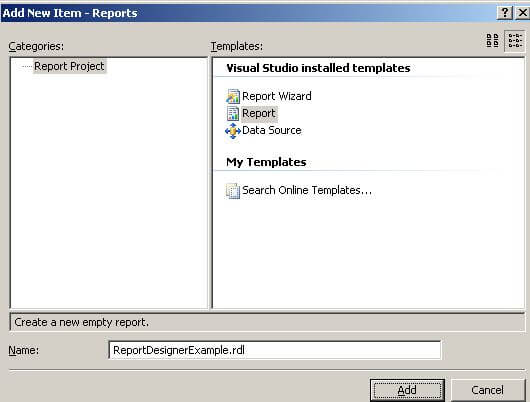 Add New Item - Reports
Categories:
Templates:
Report Project
Visual Studio installed templates
Report Wizard
Report
Data Source
My Templates
Search Online Templates...
Create a new empty report.
Name:
ReportDesignerExample.rdl
Add
Cancel